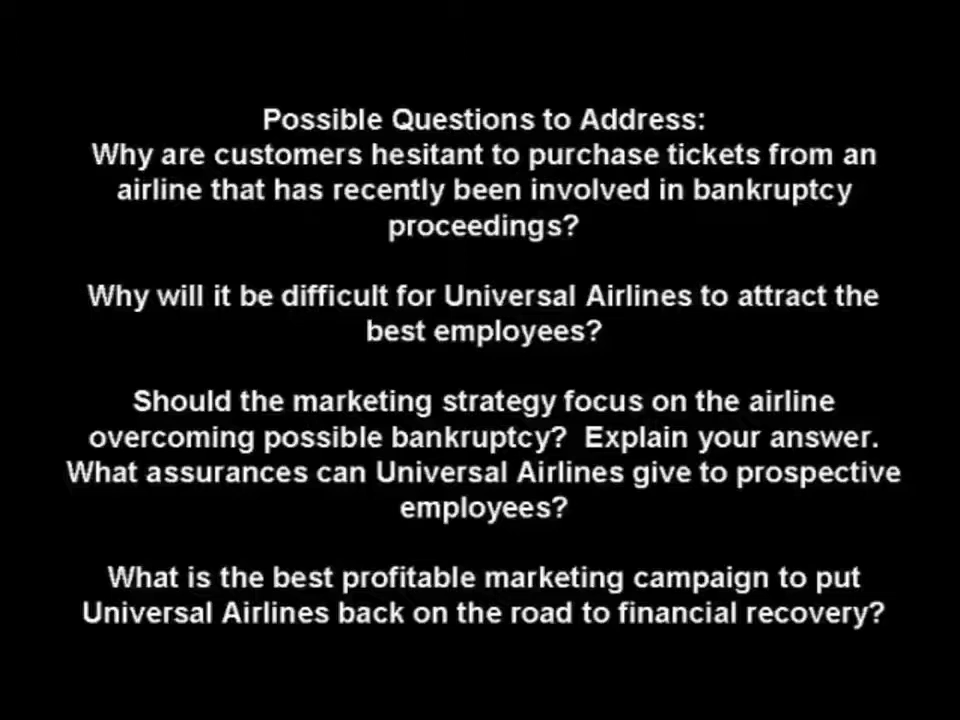 Possible Questions to Address:
Why are customers hesitant to purchase tickets from an
airline that has recently been involved in bankruptcy
proceedings?
Why will it be difficult for Universal Airlines to attract the
best employees?
Should the marketing strategy focus on the airline
overcoming possible bankruptcy?  Explain your answer.
What assurances can Universal Airlines give to prospective
employees?
What is the best profitable marketing campaign to put
Universal Airlines back on the road to financial recovery?